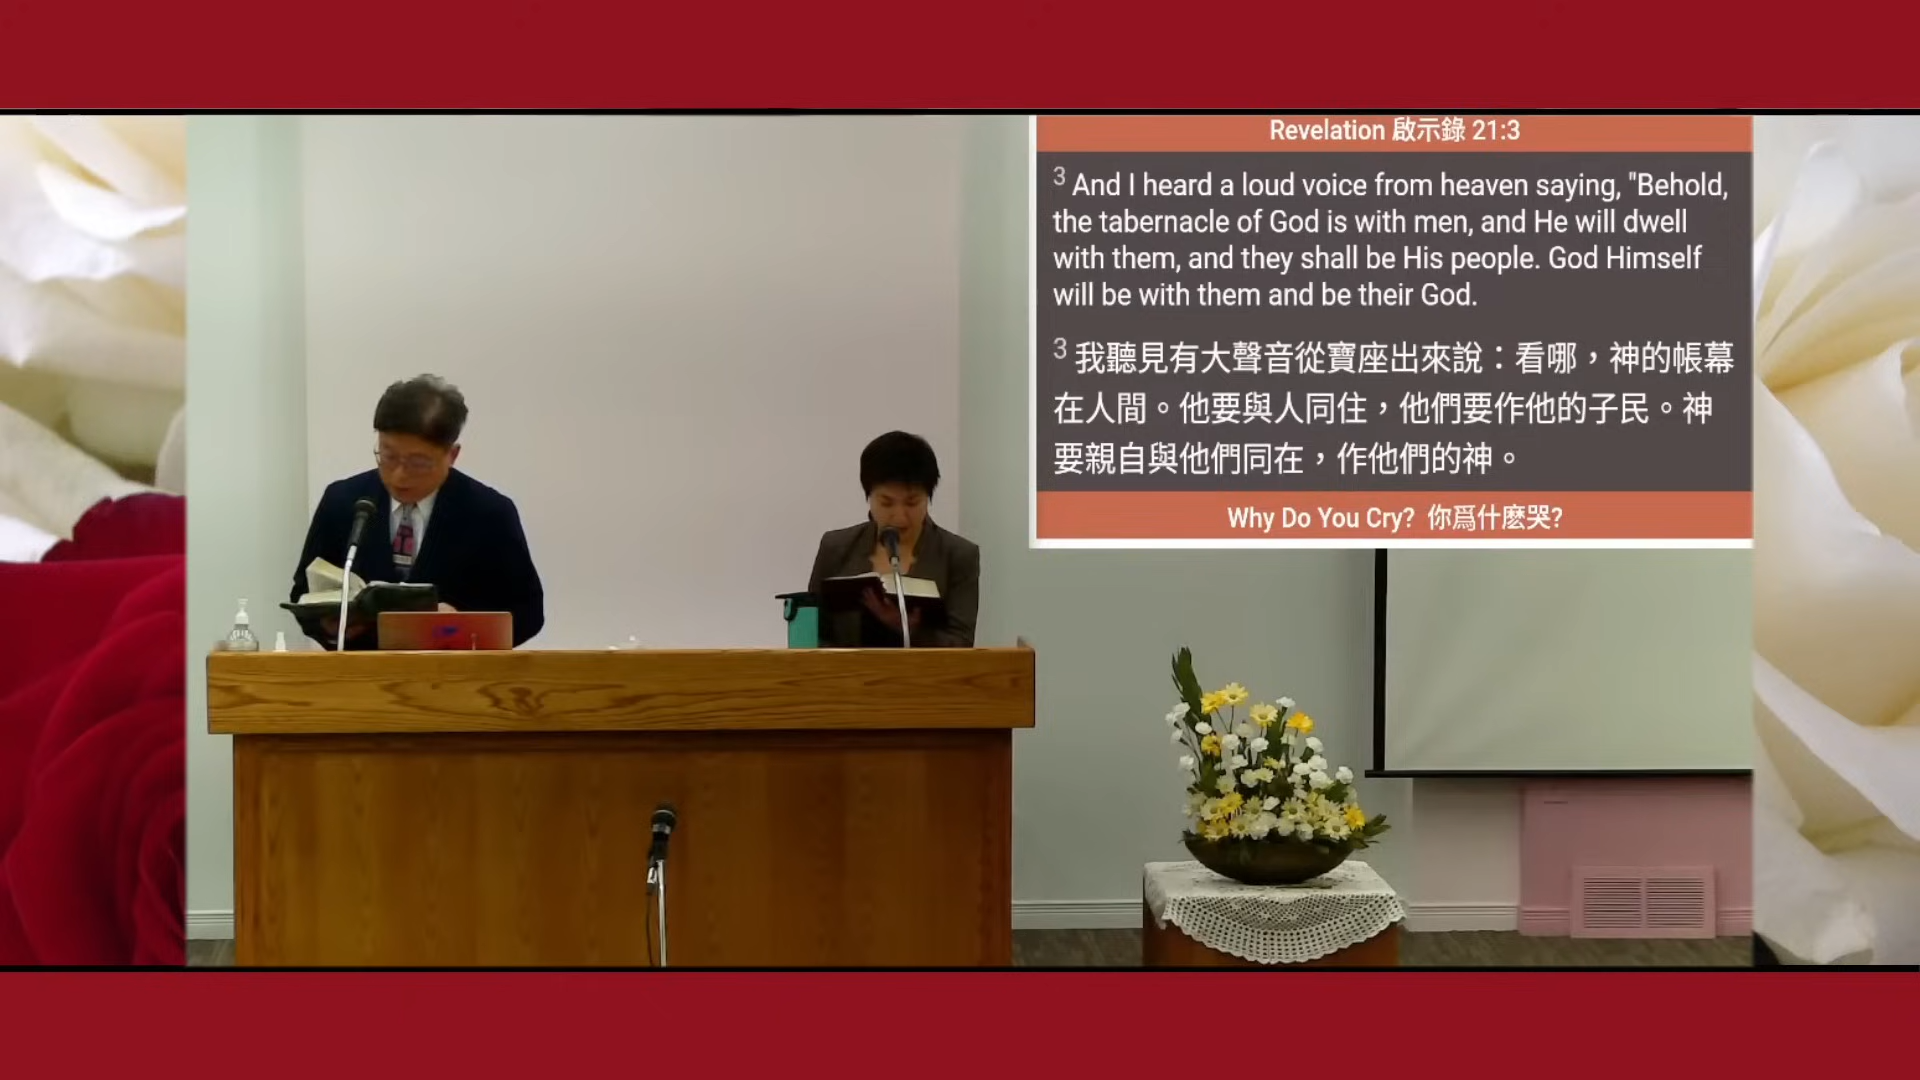 Revelation 啟示錄 21:3
3 And I heard a loud voice from heaven saying, "Behold,
the tabernacle of God is with men, and He will dwell
with them, and they shall be His people. God Himself
will be with them and be their God.
3 我聽見有大聲音從寶座出來說：看哪，神的帳幕
在人間。他要與人同住，他們要作他的子民。神
要親自與他們同在，作他們的神。
Why Do You Cry? 你爲什麽哭?